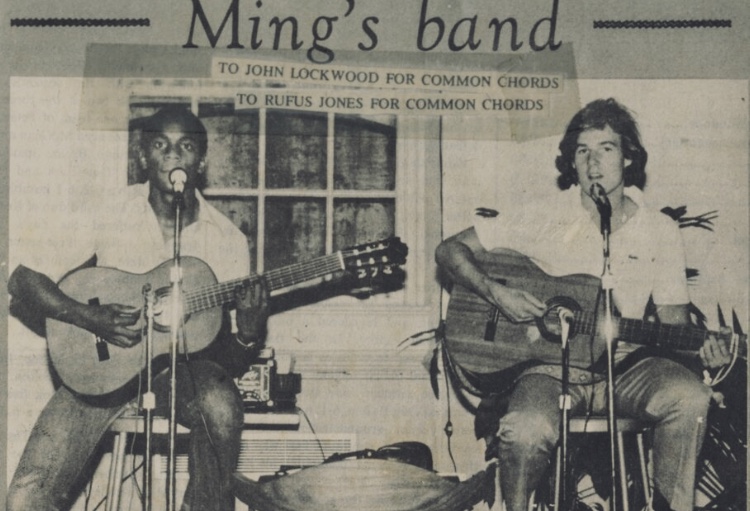 Ming's band
TO JOHN LOCKWOOD FOR COMMON CHORDS
TO RUFUS JONES FOR COMMON CHORDS